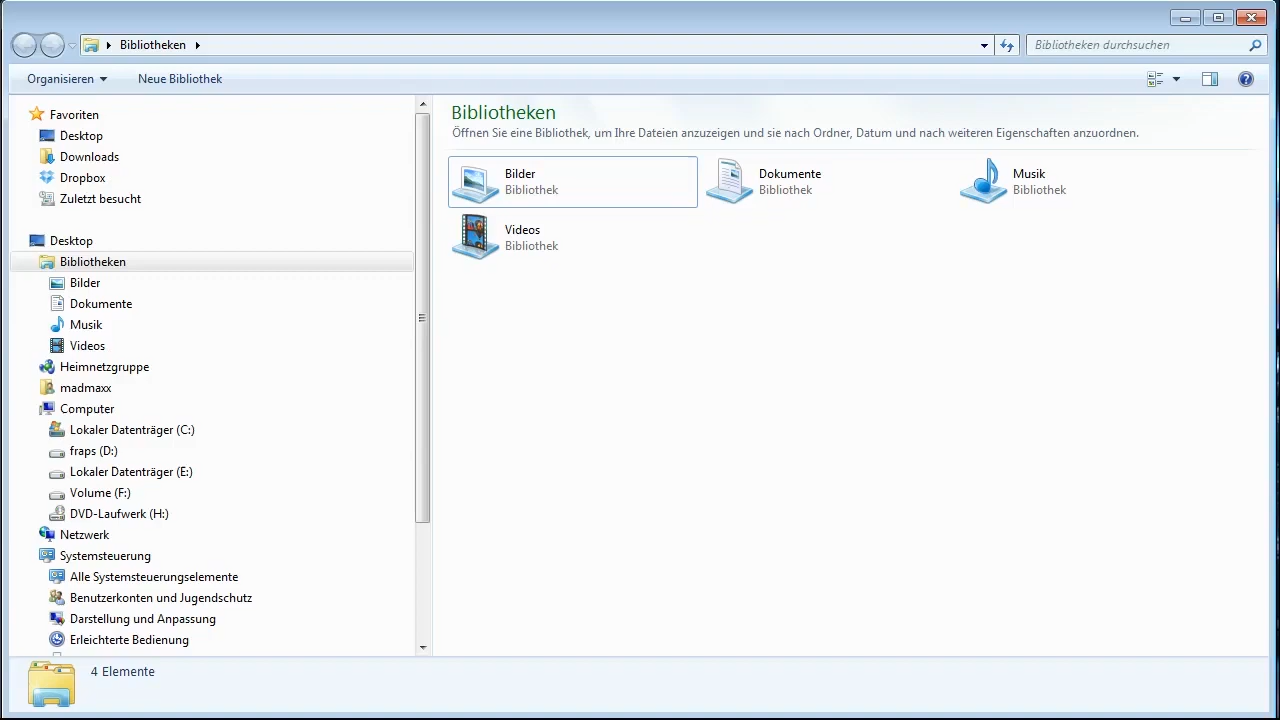 Bibliotheken
Bibliotheken durchsuchen
Organisieren
Neue Bibliothek
Favoriten
Desktop
Downloads
Dropbox
Zuletzt besucht
Desktop
Bibliotheken
Bilder
Dokumente
Musik
Videos
Heimnetzgruppe
madmaxx
Computer
Lokaler Datenträger (C:)
fraps (D:)
Lokaler Datenträger (E:)
Volume (F:)
DVD-Laufwerk (H:)
Netzwerk
Systemsteuerung
Alle Systemsteuerungselemente
Benutzerkonten und Jugendschutz
Darstellung und Anpassung
Erleichterte Bedienung
Bibliotheken
Öffnen Sie eine Bibliothek, um Ihre Dateien anzuzeigen und sie nach Ordner, Datum und nach weiteren Eigenschaften anzuordnen.
Bilder
Bibliothek
Dokumente
Bibliothek
Musik
Bibliothek
Videos
Bibliothek
4 Elemente